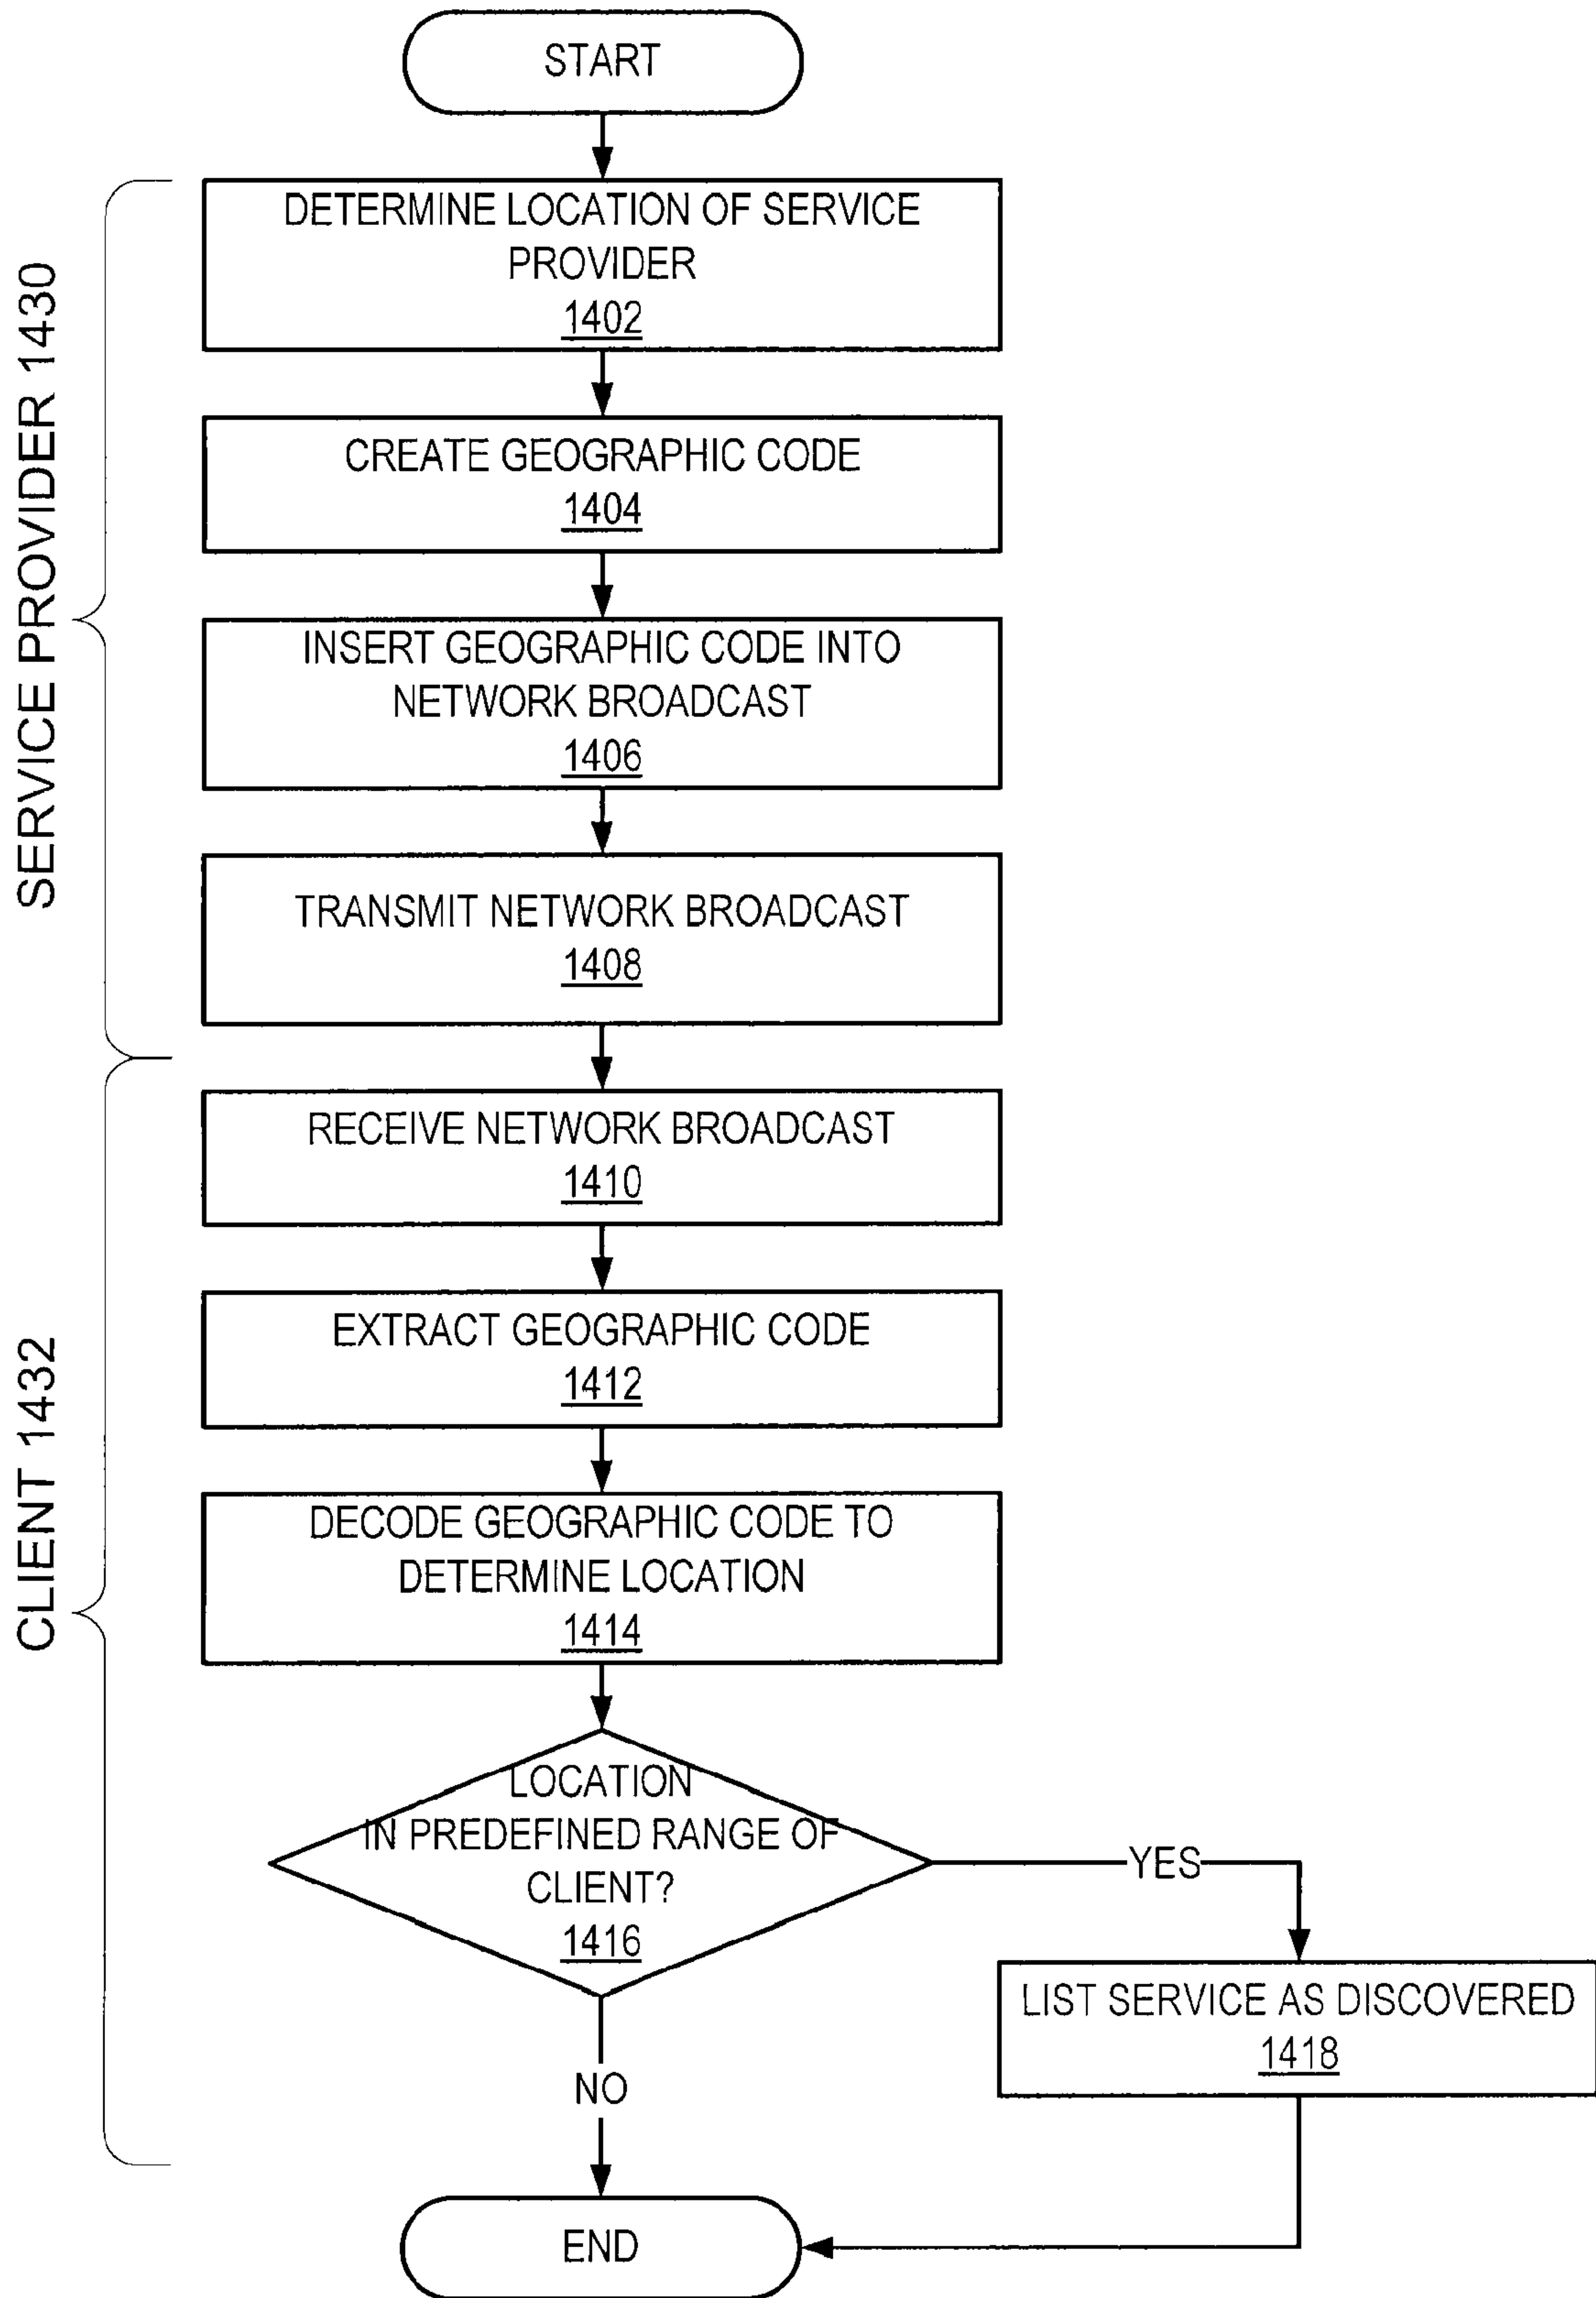 START
SERVICE PROVIDER 1430
DETERMINE LOCATION OF SERVICE
PROVIDER
1402
CREATE GEOGRAPHIC CODE
1404
INSERT GEOGRAPHIC CODE INTO
NETWORK BROADCAST
1406
TRANSMIT NETWORK BROADCAST
1408
CLIENT 1432
RECEIVE NETWORK BROADCAST
1410
EXTRACT GEOGRAPHIC CODE
1412
DECODE GEOGRAPHIC CODE TO
DETERMINE LOCATION
1414
LOCATION
IN PREDEFINED RANGE OF
CLIENT?
1416
YES
LIST SERVICE AS DISCOVERED
1418
NO
END